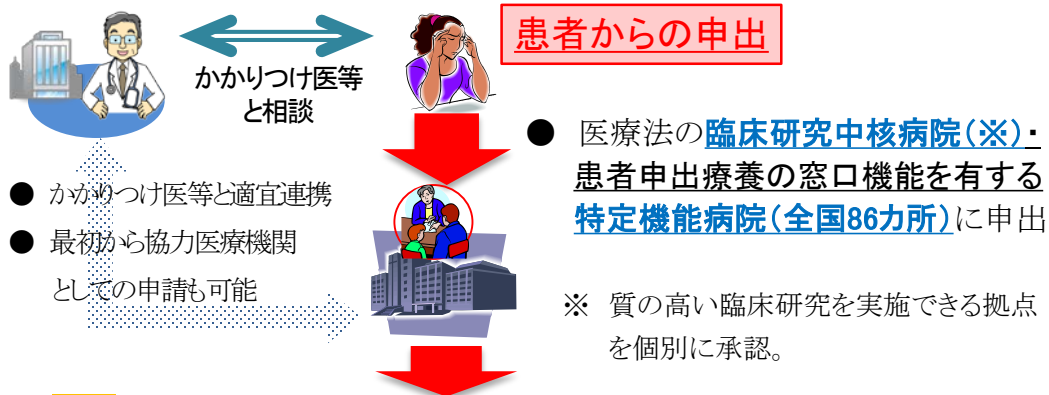 患者からの申出
かかりつけ医等
と相談
● 医療法の臨床研究中核病院(※)・
患者申出療養の窓口機能を有する
特定機能病院(全国86カ所)に申出
● かかりつけ医等と適宜連携
● 最初から協力医療機関
としての申請も可能
※ 質の高い臨床研究を実施できる拠点
を個別に承認。